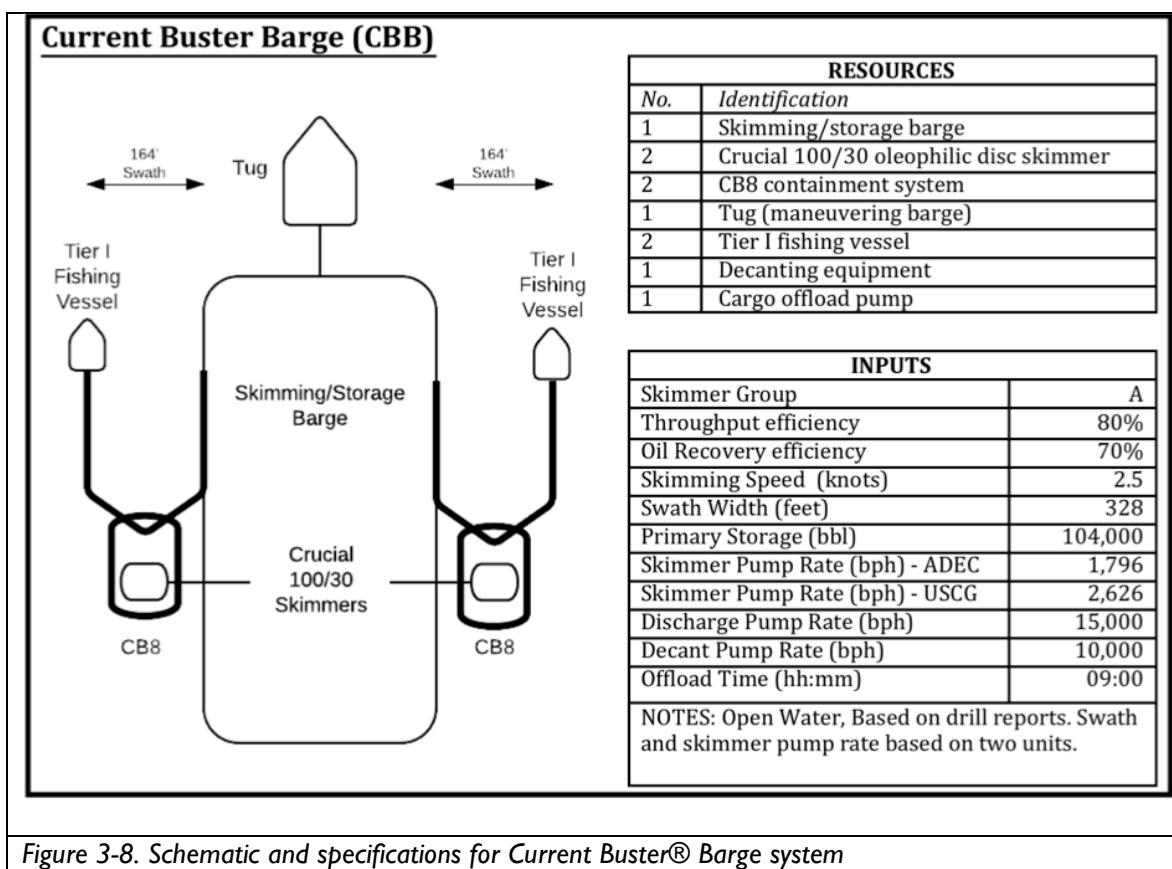 Current Buster Barge (CBB)
164'
Swath
Tug
164'
Swath
Tier I
Fishing
Vessel
Tier I
Fishing
Vessel
Skimming/Storage
Barge
Crucial
100/30
Skimmers
CB8
CB8
RESOURCES
No. Identification
1 Skimming/storage barge
2 Crucial 100/30 oleophilic disc skimmer
2 CB8 containment system
1 Tug (maneuvering barge)
2 Tier I fishing vessel
1 Decanting equipment
1 Cargo offload pump
INPUTS
Skimmer Group A
Throughput efficiency 80%
Oil Recovery efficiency 70%
Skimming Speed (knots) 2.5
Swath Width (feet) 328
Primary Storage (bbl) 104,000
Skimmer Pump Rate (bph) - ADEC 1,796
Skimmer Pump Rate (bph) - USCG 2,626
Discharge Pump Rate (bph) 15,000
Decant Pump Rate (bph) 10,000
Offload Time (hh:mm) 09:00
NOTES: Open Water, Based on drill reports. Swath
and skimmer pump rate based on two units.
Figure 3-8. Schematic and specifications for Current Buster® Barge system